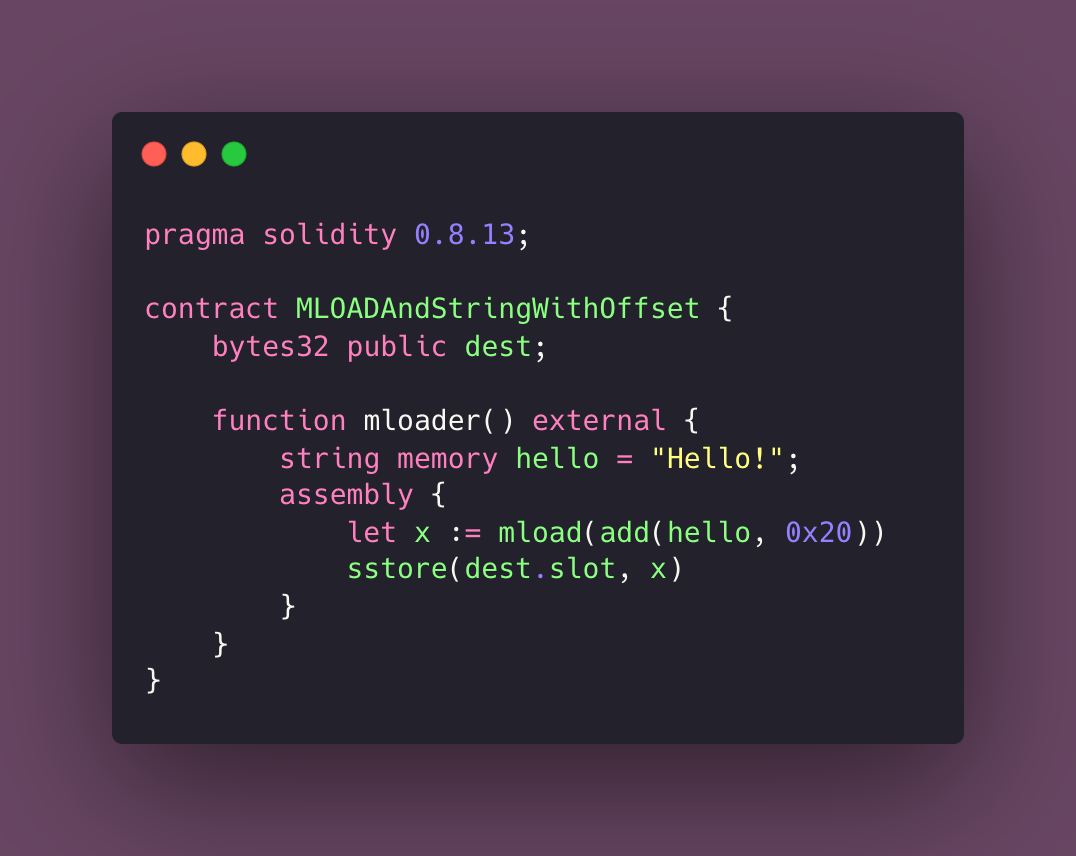 pragma solidity 0.8.13;
contract MLOADAndStringWithOffset {
    bytes32 public dest;
    function mloader() external {
        string memory hello = "Hello!";
        assembly {
            let x := mload(add(hello, 0x20))
            sstore(dest.slot, x)
        }
    }
}